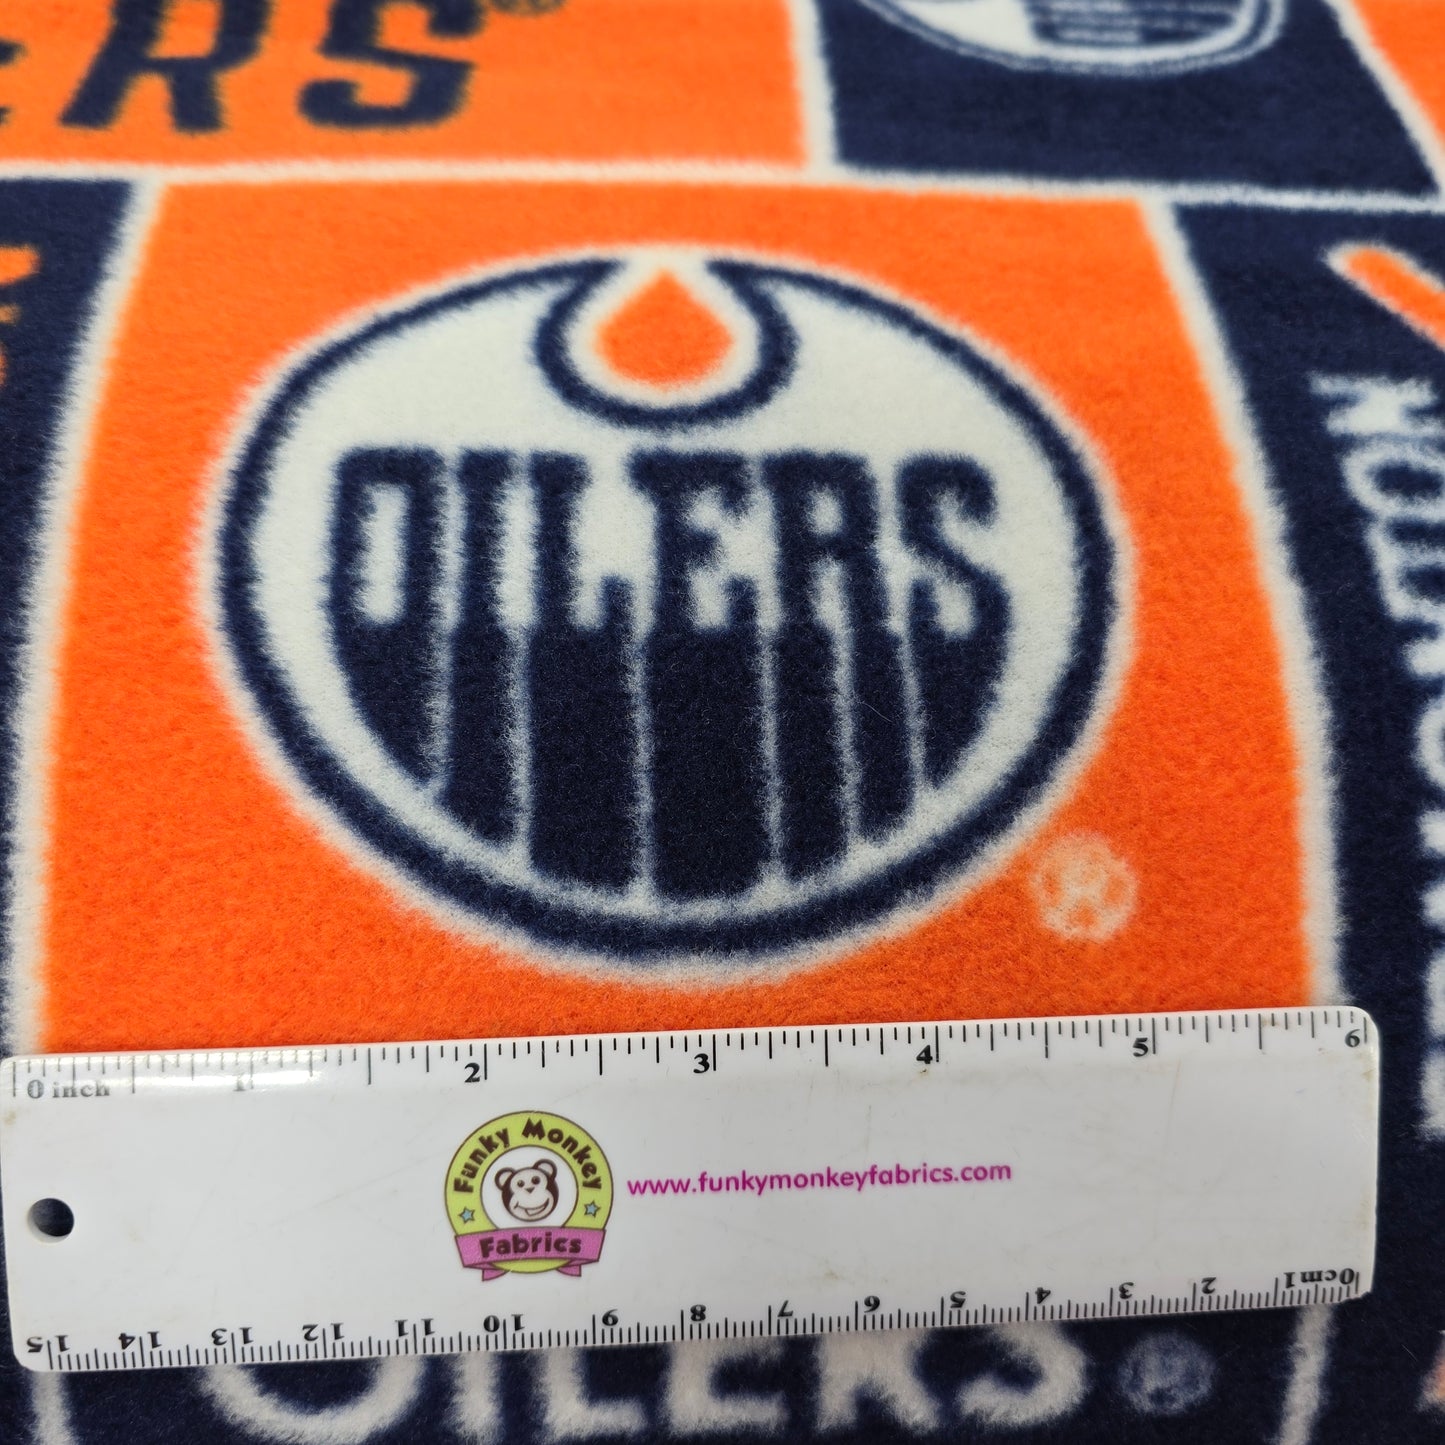 ERS®
OILERS
®
0 inch 1 2 3 4 5 6
Funky Monkey
Fabrics
www.funkymonkeyfabrics.com
15 14 13 12 11 10 9 8 7 6 5 4 3 2 1 0cm
OILERS ®